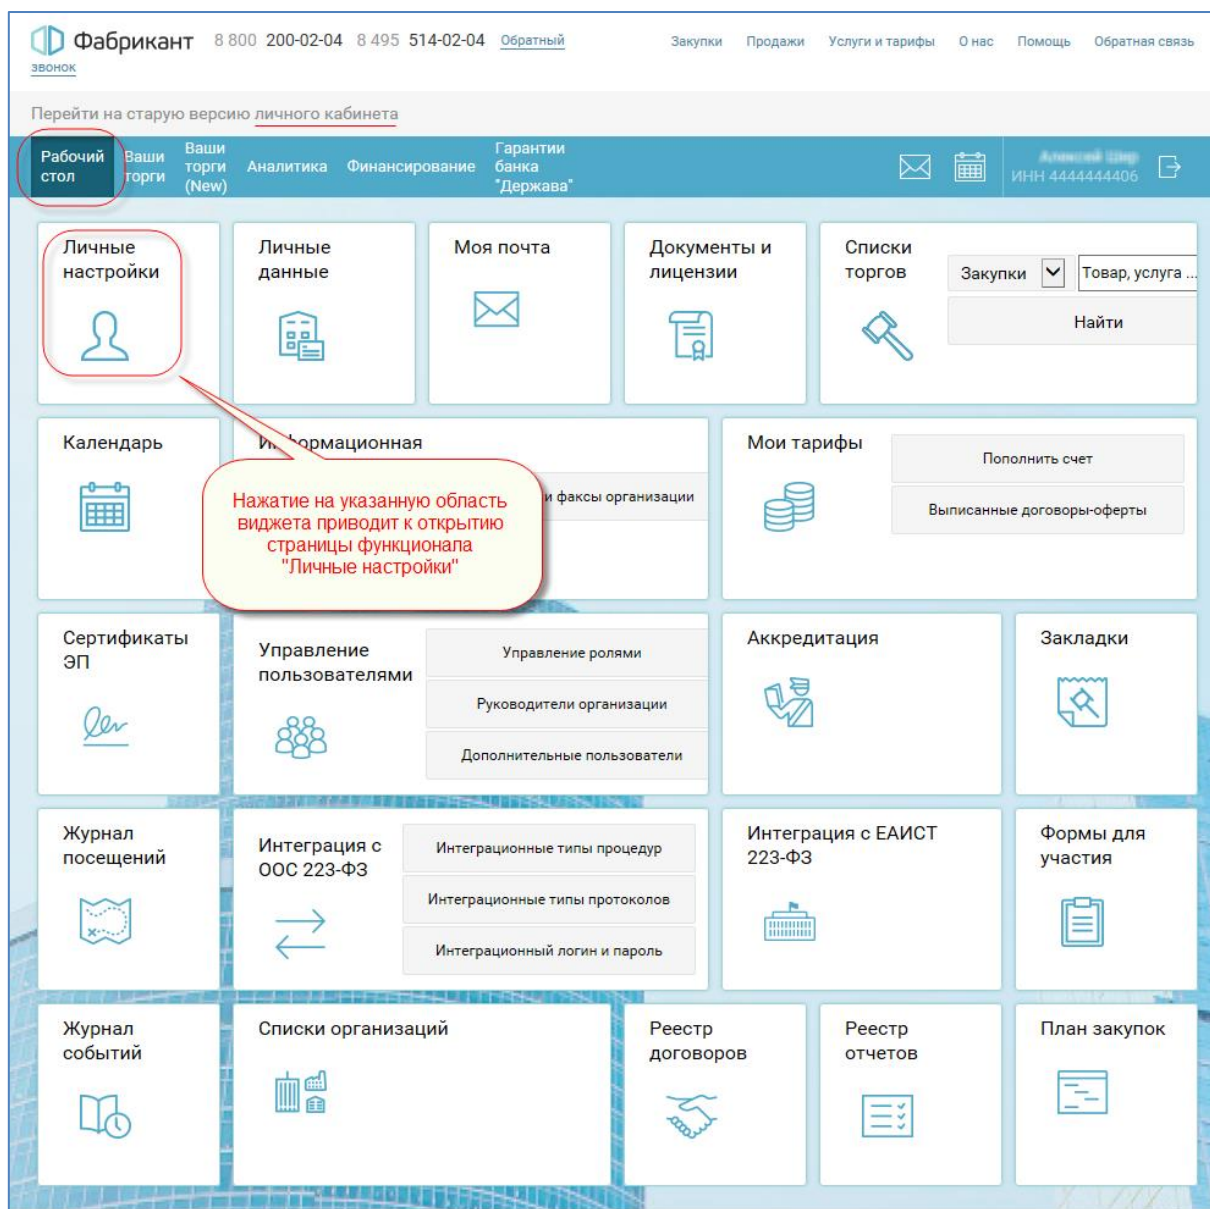 Фабрикант 8 800 200-02-04 8 495 514-02-04 Обратный
звонок
Закупки Продажи Услуги и тарифы О нас Помощь Обратная связь
Перейти на старую версию личного кабинета
Рабочий
стол
Ваши
торги
Ваши
торги
(New)
Аналитика
Финансирование
Гарантии
банка
"Держава"
ИНН 4444444406
Личные
настройки
Личные
данные
Моя почта
Документы и
лицензии
Списки
торгов
Закупки
Товар, услуга ...
Найти
Календарь
Информационная
и факсы организации
Нажатие на указанную область
виджета приводит к открытию
страницы функционала
"Личные настройки"
Мои тарифы
Пополнить счет
Выписанные договоры-оферты
Сертификаты
ЭП
Управление
пользователями
Управление ролями
Руководители организации
Дополнительные пользователи
Аккредитация
Закладки
Журнал
посещений
Интеграция с
ООС 223-ФЗ
Интеграционные типы процедур
Интеграционные типы протоколов
Интеграционный логин и пароль
Интеграция с ЕАИСТ
223-ФЗ
Формы для
участия
Журнал
событий
Списки организаций
Реестр
договоров
Реестр
отчетов
План закупок